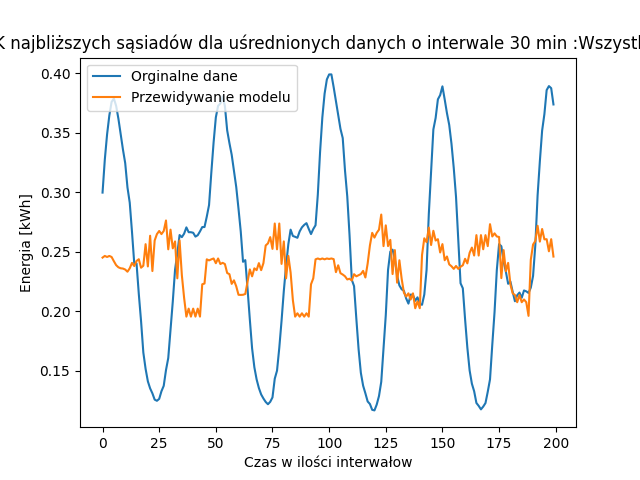 K najbliższych sąsiadów dla uśrednionych danych o interwale 30 min :Wszystk
Orginalne dane
Przewidywanie modelu
0.40
0.35
0.30
0.25
0.20
0.15
Energia [kWh]
0 25 50 75 100 125 150 175 200
Czas w ilości interwałow